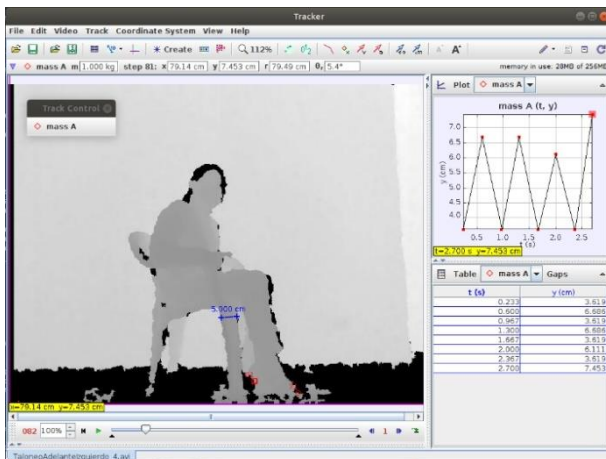 Tracker
File Edit Video Track Coordinate System View Help
Create 112%
mass A m 1.000 kg step 81: x 79.14 cm y 7.453 cm r 79.49 cm θ 5.4° memory in use: 28MB of 256MB
Track Control
mass A
5.000 cm
x=79.14 cm y=7.453 cm
082 100% 1
TaloneoAdelanteIzquierdo_4.avi
Plot mass A
mass A (t, y)
y (cm)
7.0
6.5
6.0
5.5
5.0
4.5
4.0
0.5 1.0 1.5 2.0 2.5
t (s)
t=2.700 s y=7.453 cm
Table mass A Gaps
t (s) y (cm)
0.233 3.619
0.600 6.686
0.967 3.619
1.300 6.686
1.667 3.619
2.000 6.111
2.367 3.619
2.700 7.453